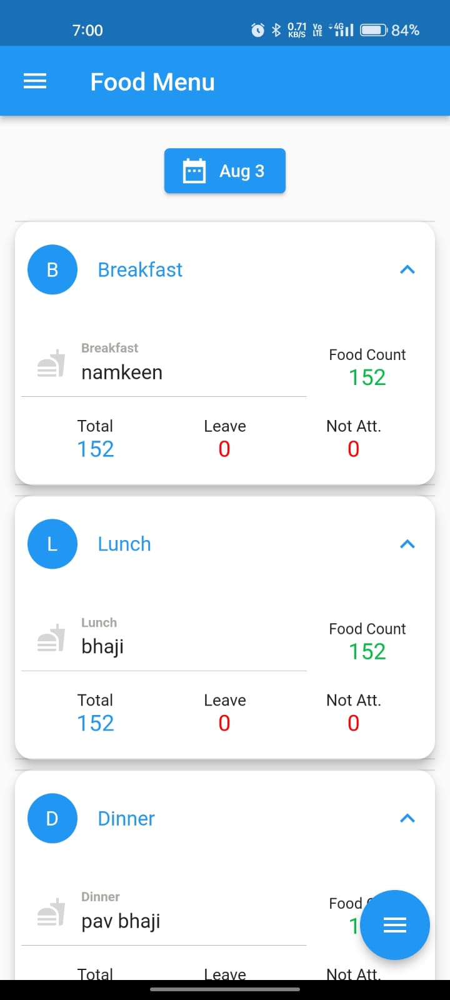 7:00 0.71 KB/S Vo LTE 4G 84%
Food Menu
Aug 3
B Breakfast
Breakfast
namkeen
Food Count
152
Total Leave Not Att.
152 0 0
L Lunch
Lunch
bhaji
Food Count
152
Total Leave Not Att.
152 0 0
D Dinner
Dinner
pav bhaji
Food
1
Total Leave Not Att.